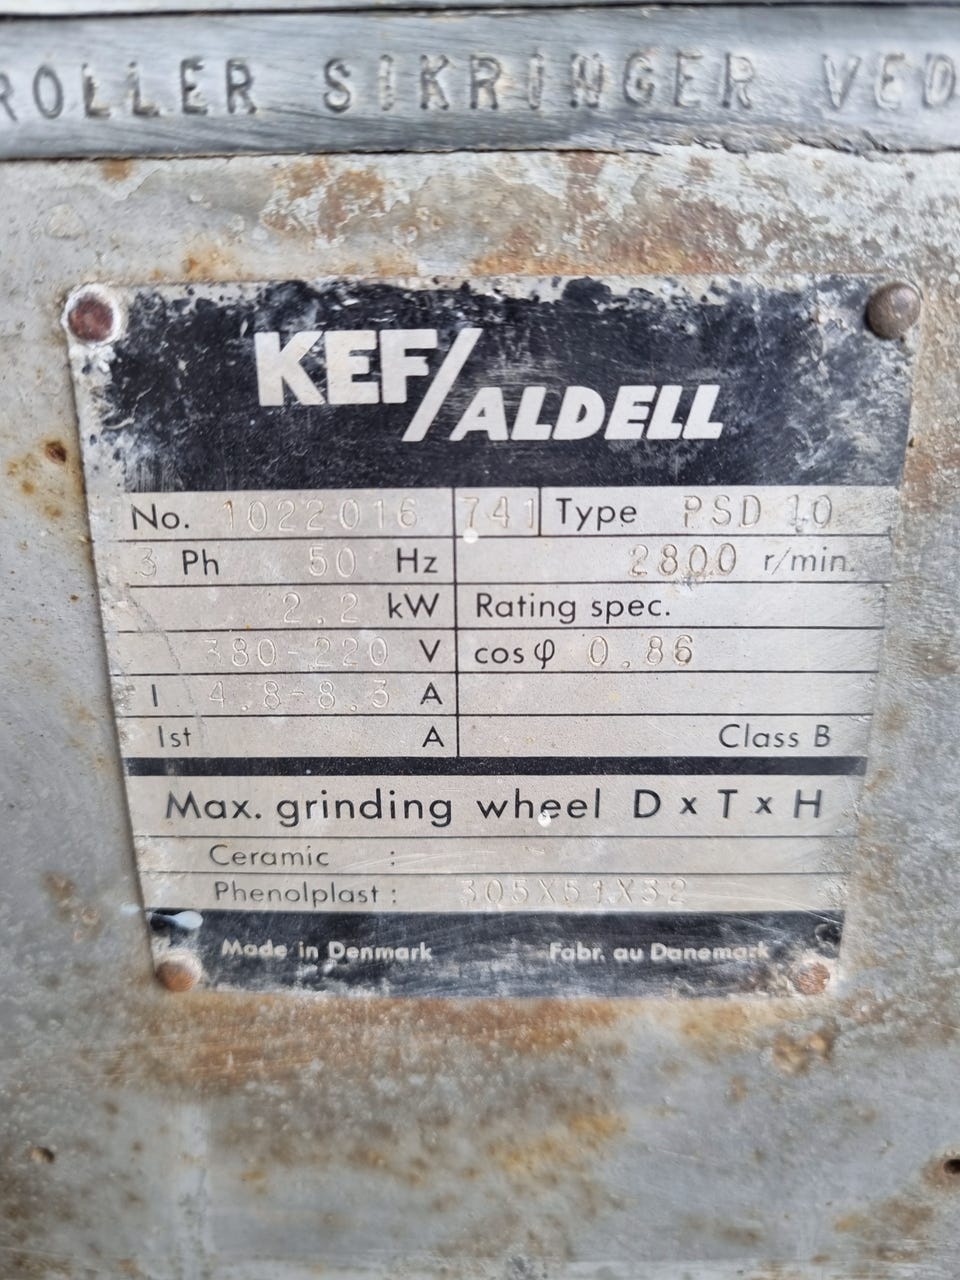 ROLLER SIKRINGER VED
KEF/ALDELL
No. 1022016 741 Type PSD 10
3 Ph 50 Hz 2800 r/min.
2.2 kW Rating spec.
380-220 V cos φ 0.86
I 4.8-8.3 A
Ist A Class B
Max. grinding wheel D x T x H
Ceramic :
Phenolplast : 305X51X32
Made in Denmark Fabr. au Danemark